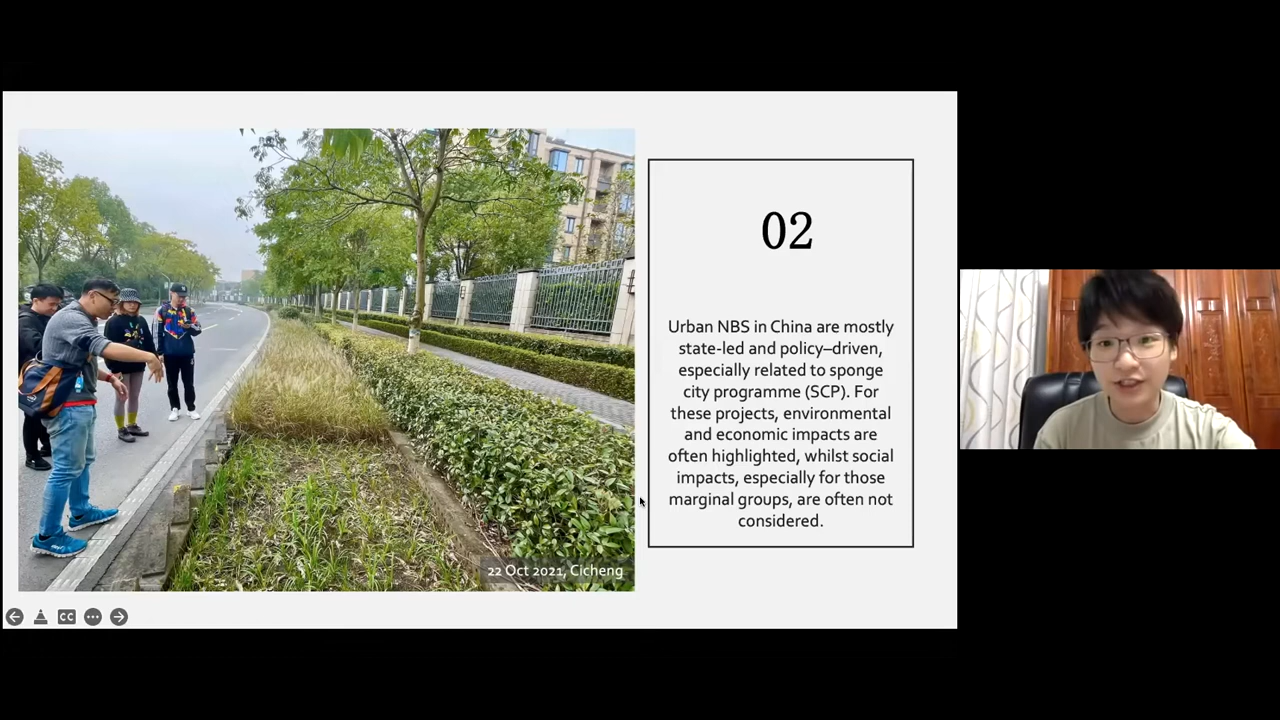 02
Urban NBS in China are mostly
state-led and policy–driven,
especially related to sponge
city programme (SCP). For
these projects, environmental
and economic impacts are
often highlighted, whilst social
impacts, especially for those
marginal groups, are often not
considered.
22 Oct 2021, Cicheng
CC